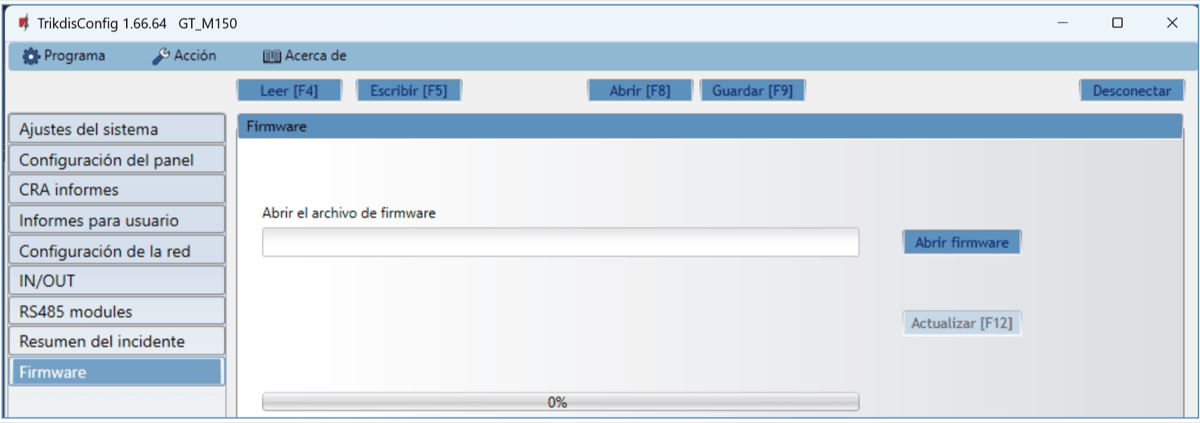 TrikdisConfig 1.66.64 GT_M150
Programa Acción Acerca de
Leer [F4] Escribir [F5] Abrir [F8] Guardar [F9] Desconectar
Ajustes del sistema
Configuración del panel
CRA informes
Informes para usuario
Configuración de la red
IN/OUT
RS485 modules
Resumen del incidente
Firmware
Firmware
Abrir el archivo de firmware
Abrir firmware
Actualizar [F12]
0%